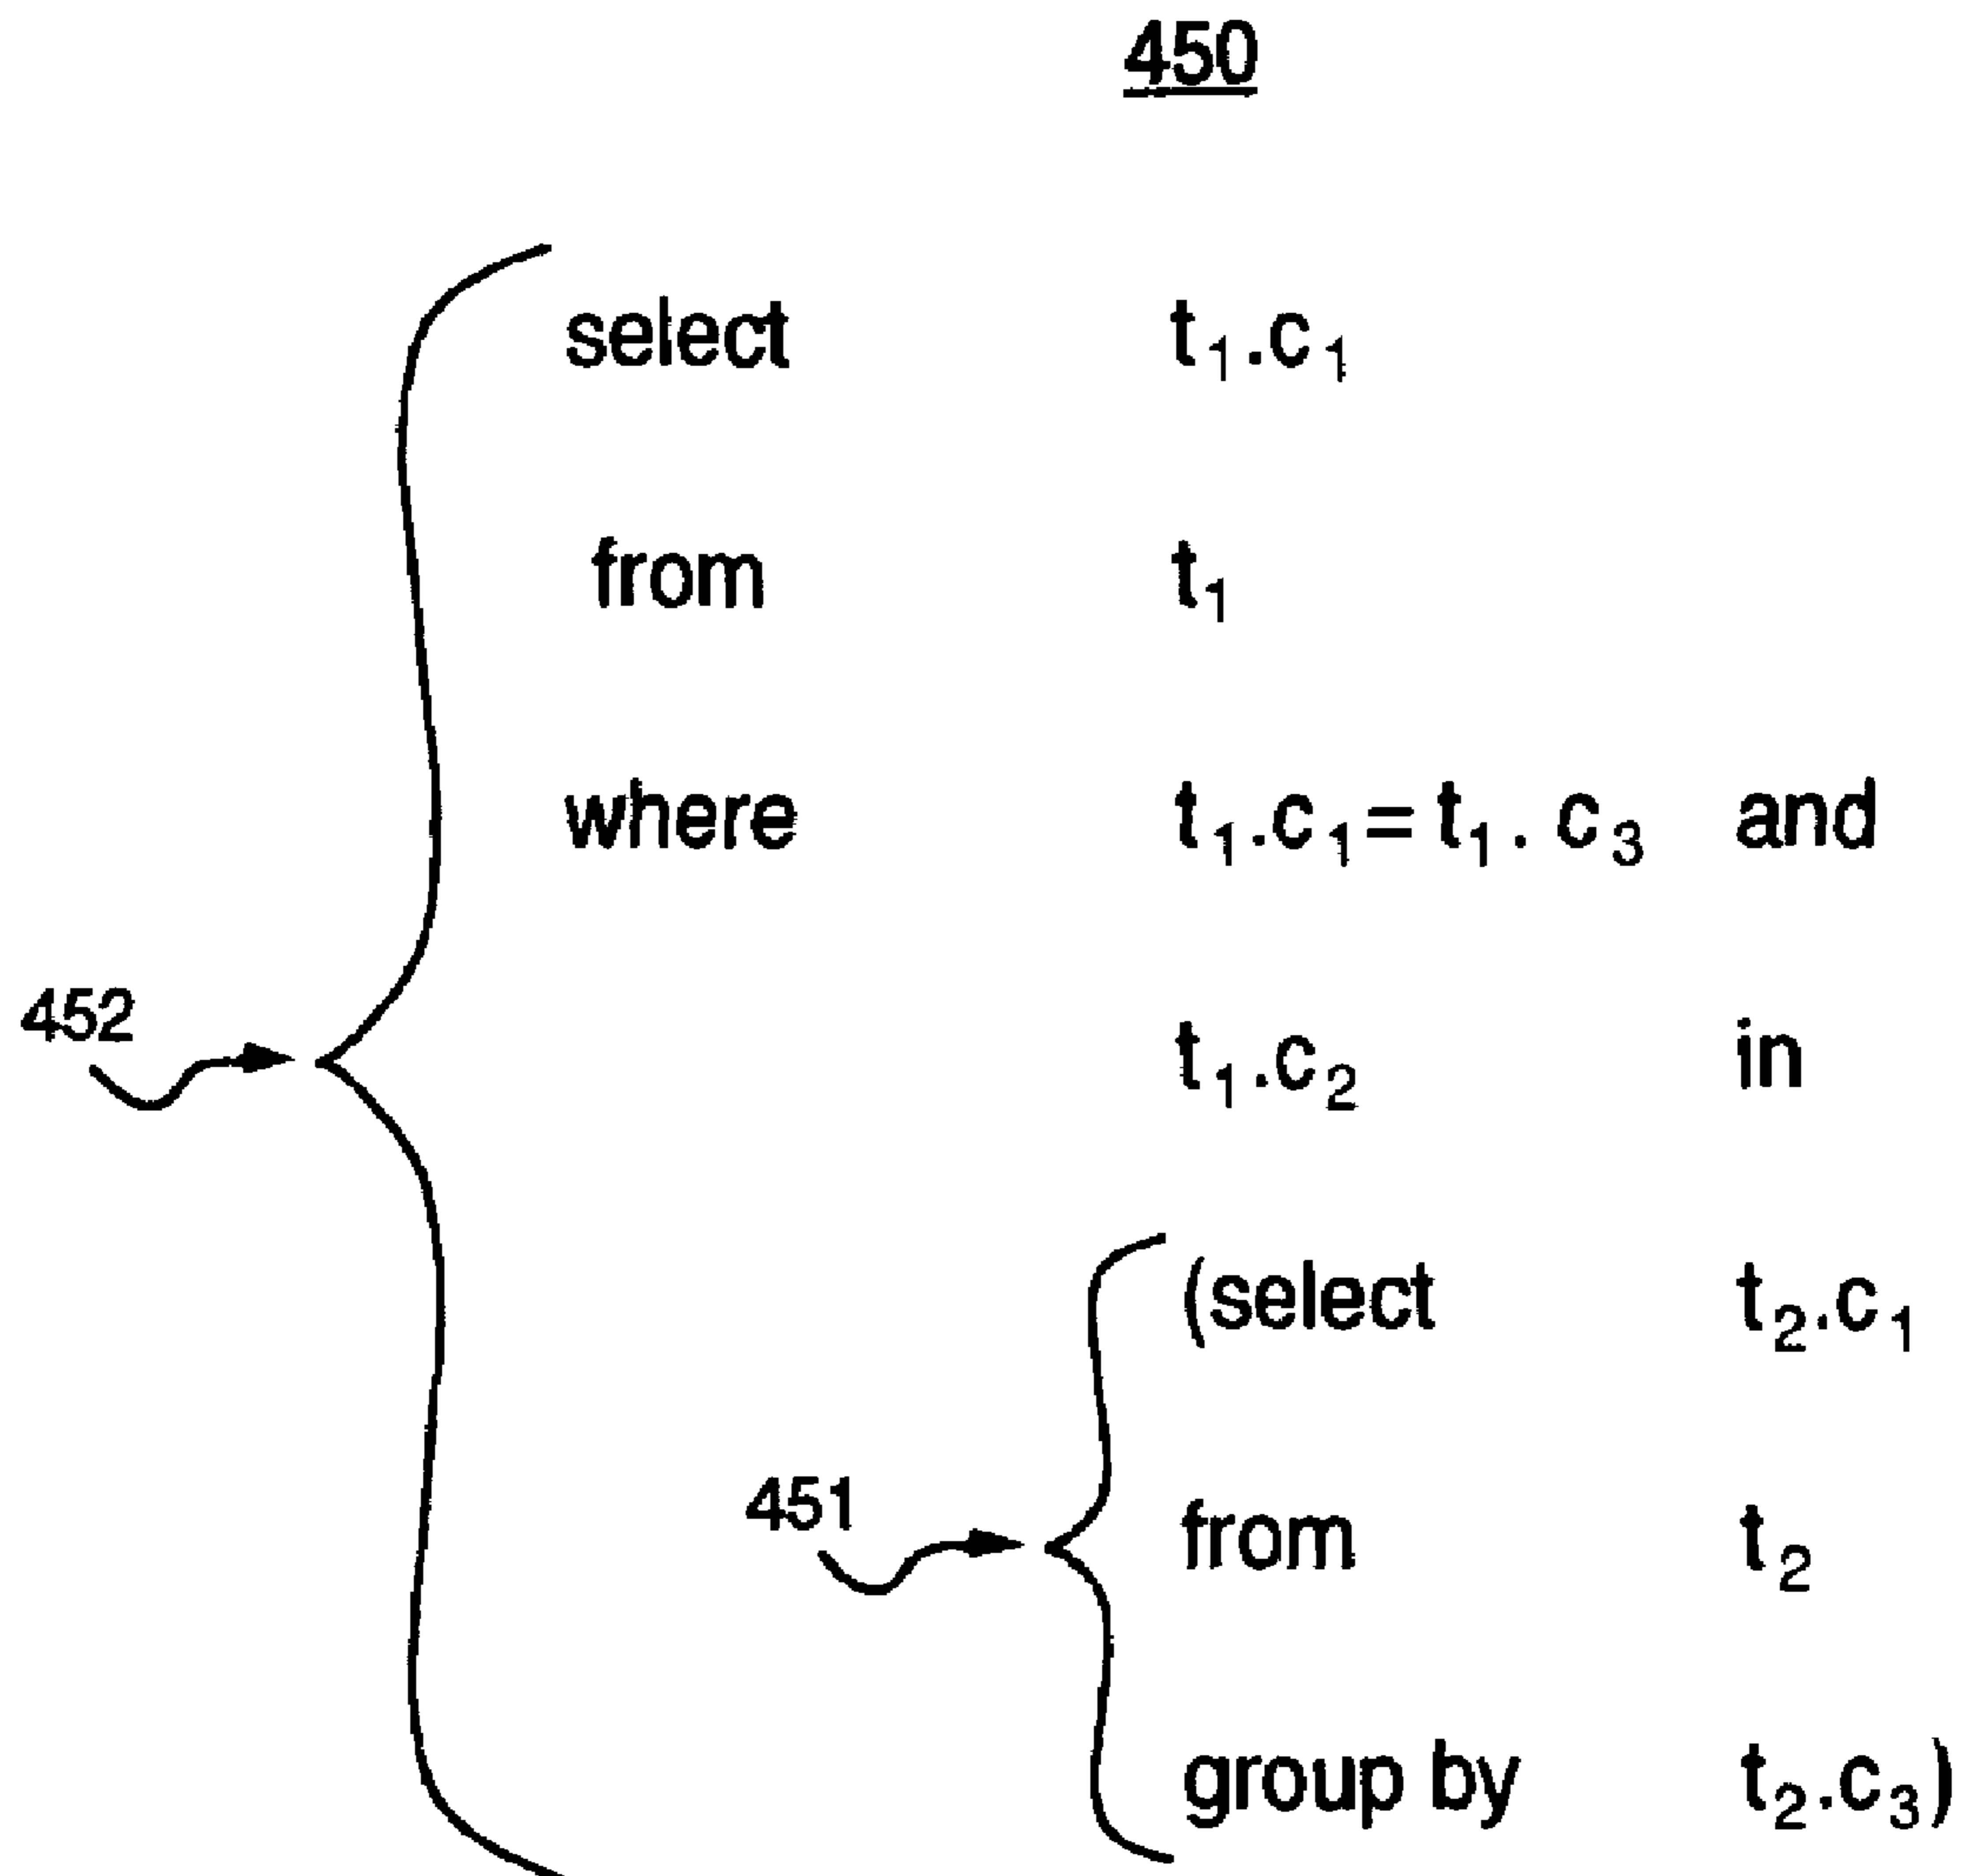 450
select t₁.c₁
from t₁
where t₁.c₁= t₁. c₃ and
452
t₁.c₂ in
(select t₂.c₁
451
from t₂
group by t₂.c₃)